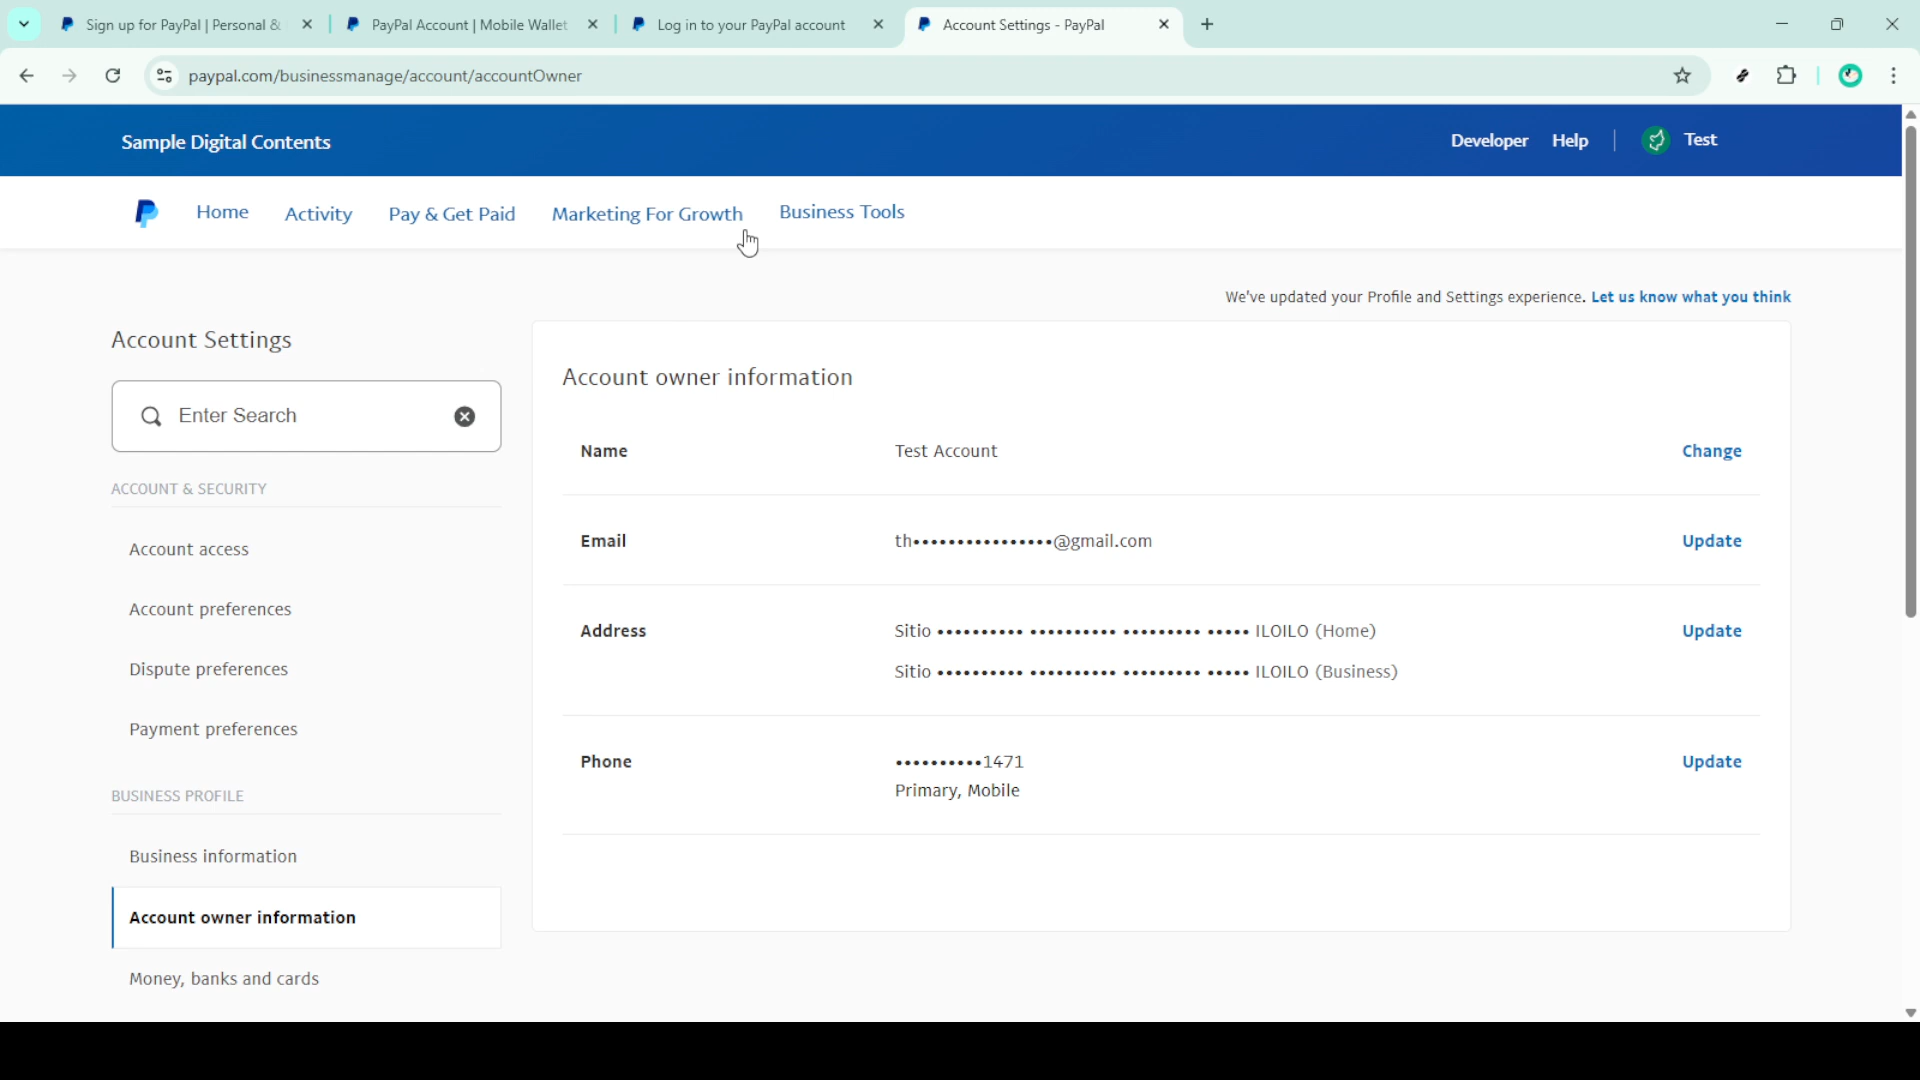 Sign up for PayPal | Personal &
PayPal Account | Mobile Wallet
Log in to your PayPal account
Account Settings - PayPal
paypal.com/businessmanage/account/accountOwner
Sample Digital Contents
Developer
Help
Test
Home
Activity
Pay & Get Paid
Marketing For Growth
Business Tools
We've updated your Profile and Settings experience. Let us know what you think
Account Settings
Enter Search
ACCOUNT & SECURITY
Account access
Account preferences
Dispute preferences
Payment preferences
BUSINESS PROFILE
Business information
Account owner information
Money, banks and cards
Account owner information
Name
Test Account
Change
Email
th••••••••••••••••@gmail.com
Update
Address
Sitio •••••••••• •••••••••• ••••••••• ••••• ILOILO (Home)
Update
Sitio •••••••••• •••••••••• ••••••••• ••••• ILOILO (Business)
Phone
••••••••••1471
Update
Primary, Mobile